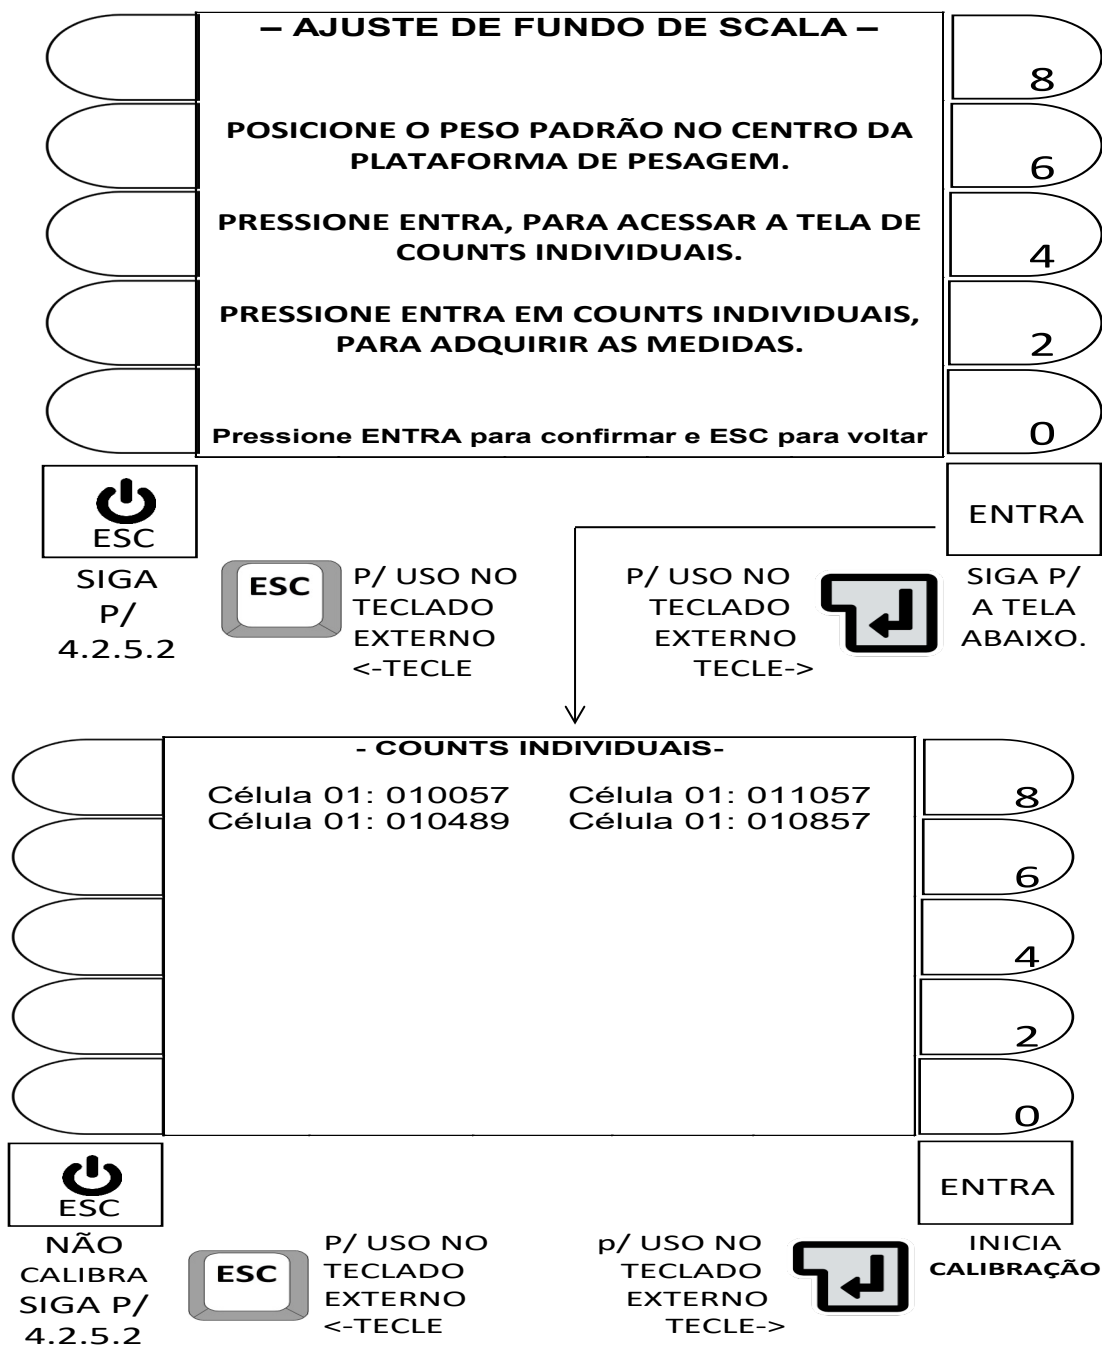 – AJUSTE DE FUNDO DE SCALA –
8
POSICIONE O PESO PADRÃO NO CENTRO DA
PLATAFORMA DE PESAGEM.
6
PRESSIONE ENTRA, PARA ACESSAR A TELA DE
COUNTS INDIVIDUAIS.
4
PRESSIONE ENTRA EM COUNTS INDIVIDUAIS,
PARA ADQUIRIR AS MEDIDAS.
2
Pressione ENTRA para confirmar e ESC para voltar
0
ESC
SIGA
P/
4.2.5.2
ESC
P/ USO NO
TECLADO
EXTERNO
<-TECLE
P/ USO NO
TECLADO
EXTERNO
TECLE->
ENTRA
SIGA P/
A TELA
ABAIXO.
- COUNTS INDIVIDUAIS-
Célula 01: 010057 Célula 01: 011057
Célula 01: 010489 Célula 01: 010857
8
6
4
2
0
ESC
NÃO
CALIBRA
SIGA P/
4.2.5.2
ESC
P/ USO NO
TECLADO
EXTERNO
<-TECLE
p/ USO NO
TECLADO
EXTERNO
TECLE->
ENTRA
INICIA
CALIBRAÇÃO